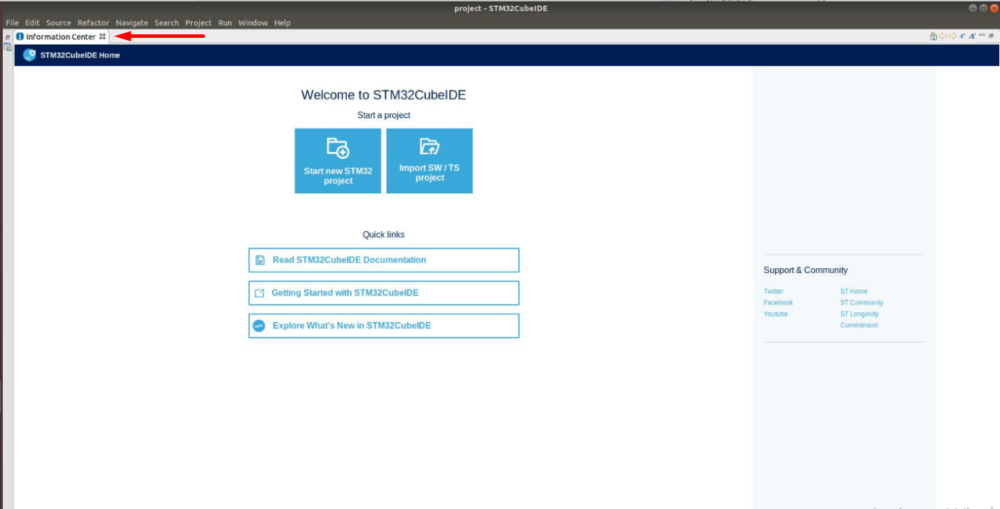 project - STM32CubeIDE
File Edit Source Refactor Navigate Search Project Run Window Help
Information Center
STM32CubeIDE Home
Welcome to STM32CubeIDE
Start a project
Start new STM32
project
Import SW / TS
project
Quick links
Read STM32CubeIDE Documentation
Getting Started with STM32CubeIDE
NEW
Explore What's New in STM32CubeIDE
Support & Community
Twitter
Facebook
Youtube
ST Home
ST Community
ST Longevity
Commitment